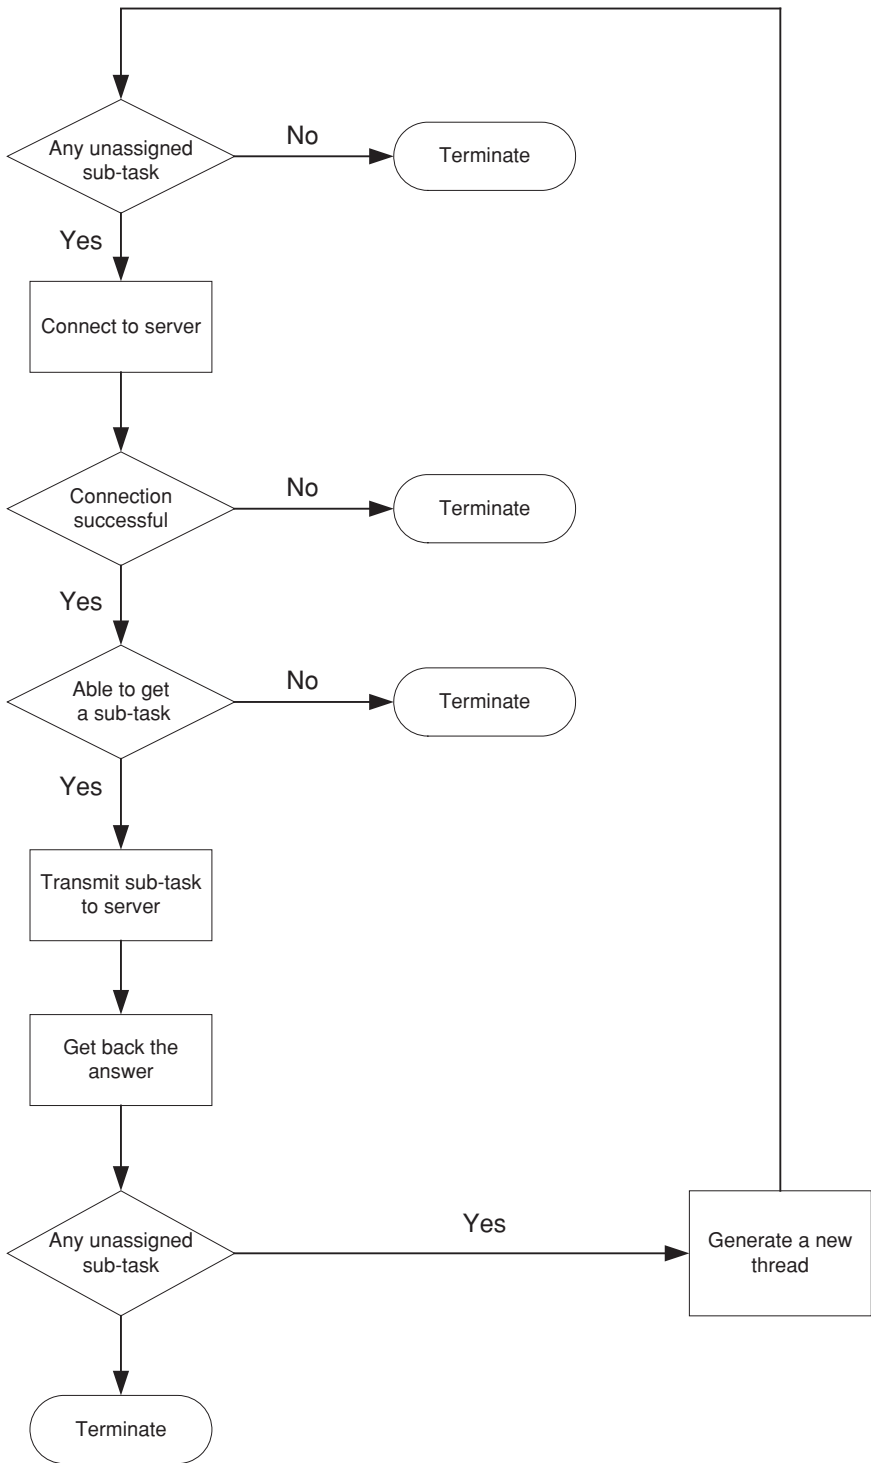 Any unassigned
sub-task
No
Terminate
Yes
Connect to server
Connection
successful
No
Terminate
Yes
Able to get
a sub-task
No
Terminate
Yes
Transmit sub-task
to server
Get back the
answer
Any unassigned
sub-task
Yes
Generate a new
thread
Terminate